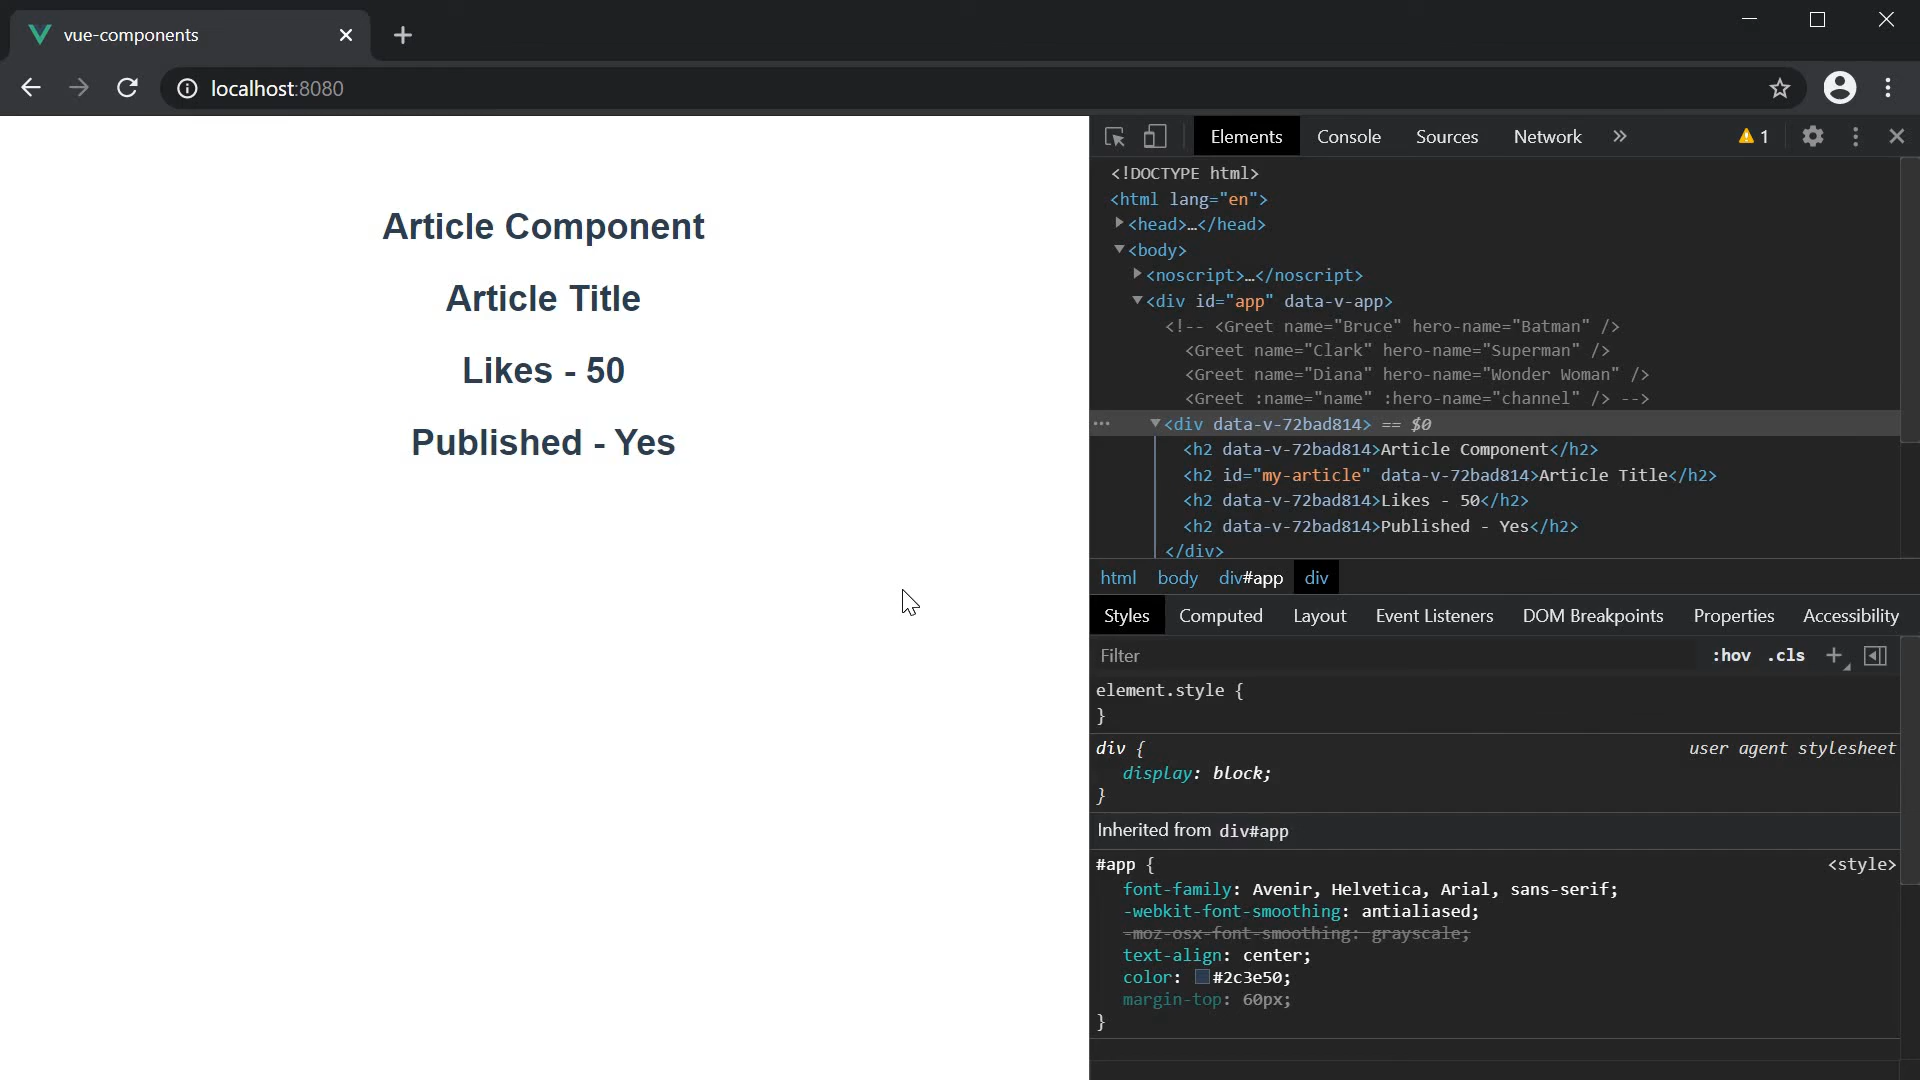 vue-components
localhost:8080
Article Component
Article Title
Likes - 50
Published - Yes
Elements Console Sources Network 1
<!DOCTYPE html>
<html lang="en">
<head>…</head>
<body>
<noscript>…</noscript>
<div id="app" data-v-app>
<!-- <Greet name="Bruce" hero-name="Batman" />
<Greet name="Clark" hero-name="Superman" />
<Greet name="Diana" hero-name="Wonder Woman" />
<Greet :name="name" :hero-name="channel" /> -->
<div data-v-72bad814> == $0
<h2 data-v-72bad814>Article Component</h2>
<h2 id="my-article" data-v-72bad814>Article Title</h2>
<h2 data-v-72bad814>Likes - 50</h2>
<h2 data-v-72bad814>Published - Yes</h2>
</div>
html body div#app div
Styles Computed Layout Event Listeners DOM Breakpoints Properties Accessibility
Filter :hov .cls
element.style {
}
div { user agent stylesheet
display: block;
}
Inherited from div#app
#app { <style>
font-family: Avenir, Helvetica, Arial, sans-serif;
-webkit-font-smoothing: antialiased;
-moz-osx-font-smoothing: grayscale;
text-align: center;
color: #2c3e50;
margin-top: 60px;
}